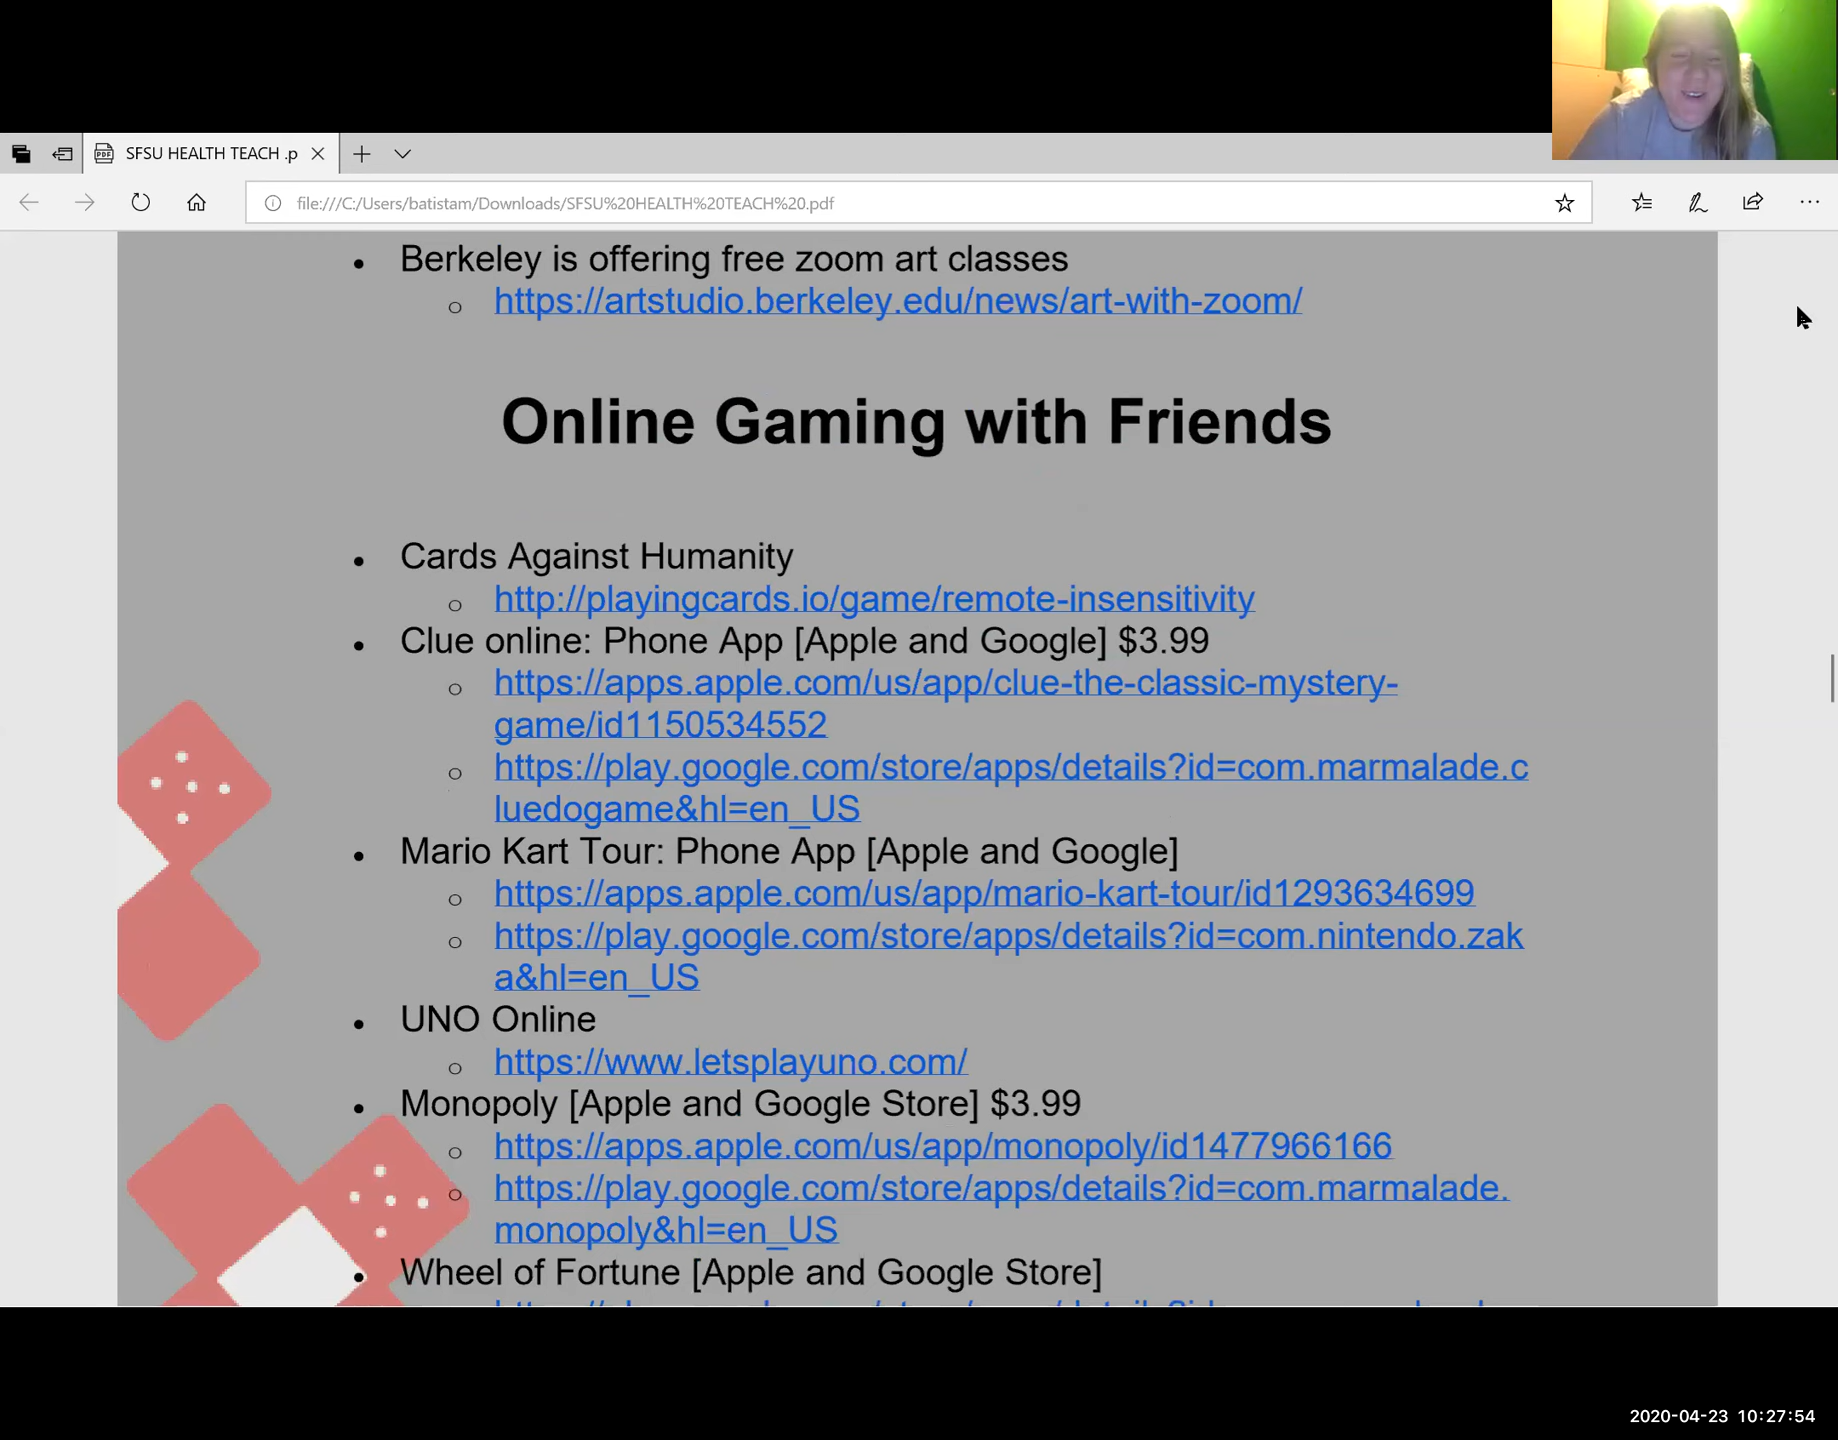 SFSU HEALTH TEACH .p
file:///C:/Users/batistam/Downloads/SFSU%20HEALTH%20TEACH%20.pdf
Berkeley is offering free zoom art classes
https://artstudio.berkeley.edu/news/art-with-zoom/
Online Gaming with Friends
Cards Against Humanity
http://playingcards.io/game/remote-insensitivity
Clue online: Phone App [Apple and Google] $3.99
https://apps.apple.com/us/app/clue-the-classic-mystery-
game/id1150534552
https://play.google.com/store/apps/details?id=com.marmalade.c
luedogame&hl=en_US
Mario Kart Tour: Phone App [Apple and Google]
https://apps.apple.com/us/app/mario-kart-tour/id1293634699
https://play.google.com/store/apps/details?id=com.nintendo.zak
a&hl=en_US
UNO Online
https://www.letsplayuno.com/
Monopoly [Apple and Google Store] $3.99
https://apps.apple.com/us/app/monopoly/id1477966166
https://play.google.com/store/apps/details?id=com.marmalade.
monopoly&hl=en_US
Wheel of Fortune [Apple and Google Store]
2020-04-23 10:27:54